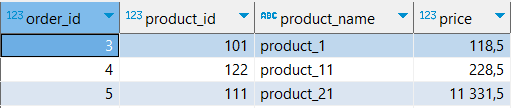 123 order_id 123 product_id ABC product_name 123 price
3 101 product_1 118,5
4 122 product_11 228,5
5 111 product_21 11 331,5